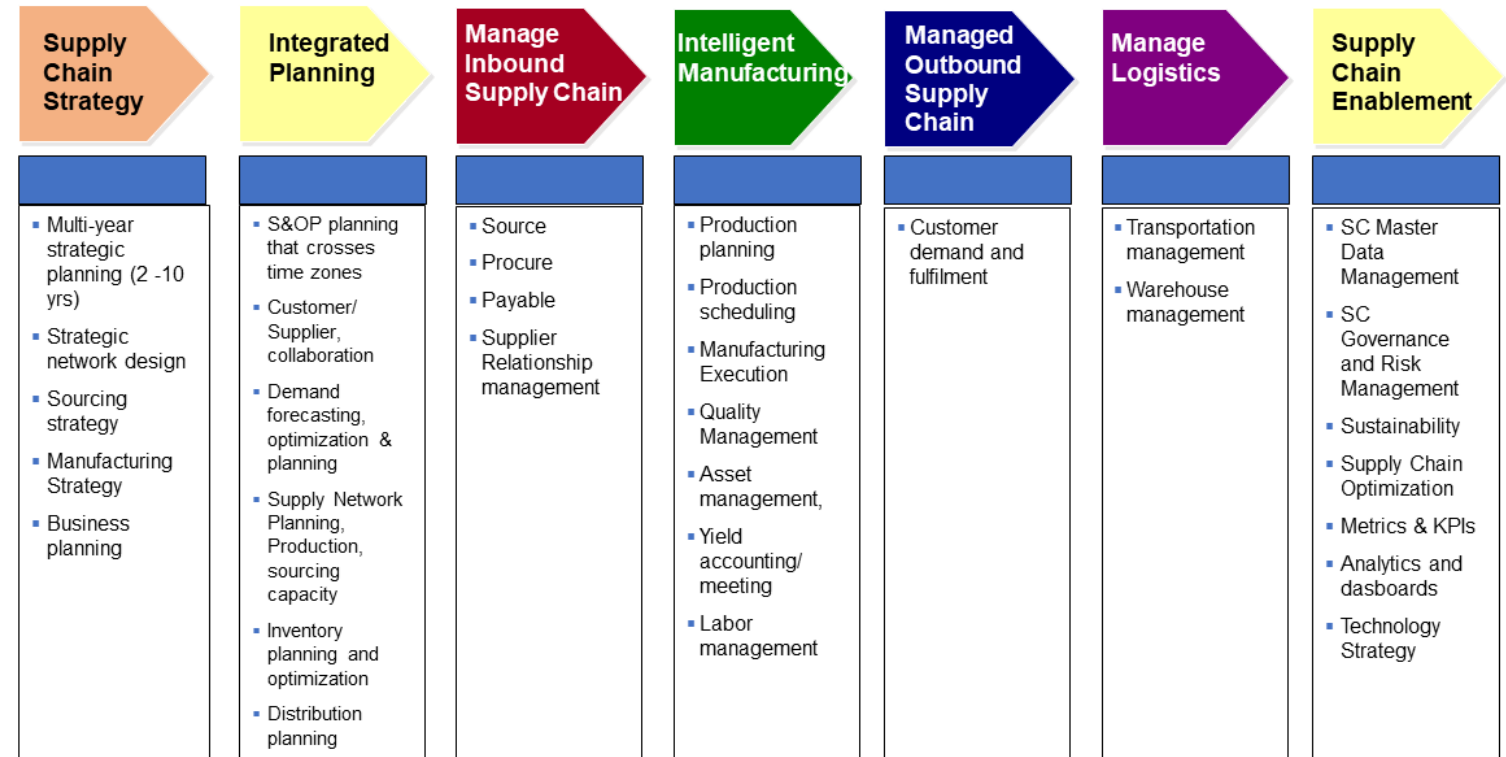 Supply
Chain
Strategy
Integrated
Planning
Manage
Inbound
Supply Chain
Intelligent
Manufacturing
Managed
Outbound
Supply
Chain
Manage
Logistics
Supply
Chain
Enablement
▪ Multi-year
strategic
planning (2 -10
yrs)
▪ Strategic
network design
▪ Sourcing
strategy
▪ Manufacturing
Strategy
▪ Business
planning
▪ S&OP planning
that crosses
time zones
▪ Customer/
Supplier,
collaboration
▪ Demand
forecasting,
optimization &
planning
▪ Supply Network
Planning,
Production,
sourcing
capacity
▪ Inventory
planning and
optimization
▪ Distribution
planning
▪ Source
▪ Procure
▪ Payable
▪ Supplier
Relationship
management
▪ Production
planning
▪ Production
scheduling
▪ Manufacturing
Execution
▪ Quality
Management
▪ Asset
management,
▪ Yield
accounting/
meeting
▪ Labor
management
▪ Customer
demand and
fulfilment
▪ Transportation
management
▪ Warehouse
management
▪ SC Master
Data
Management
▪ SC
Governance
and Risk
Management
▪ Sustainability
▪ Supply Chain
Optimization
▪ Metrics & KPIs
▪ Analytics and
dasboards
▪ Technology
Strategy